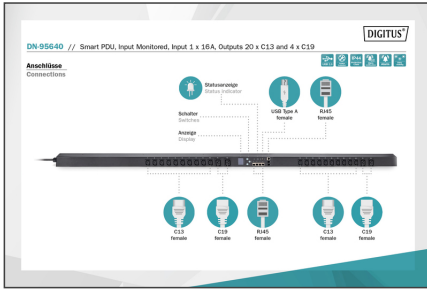 DIGITUS®
DN-95640 // Smart PDU, Input Monitored, Input 1 x 16A, Outputs 20 x C13 and 4 x C19
Anschlüsse
Connections
Statusanzeige
Status indicator
Schalter
Switches
Anzeige
Display
USB Type A
female
RJ45
female
C13
female
C19
female
RJ45
female
C13
female
C19
female